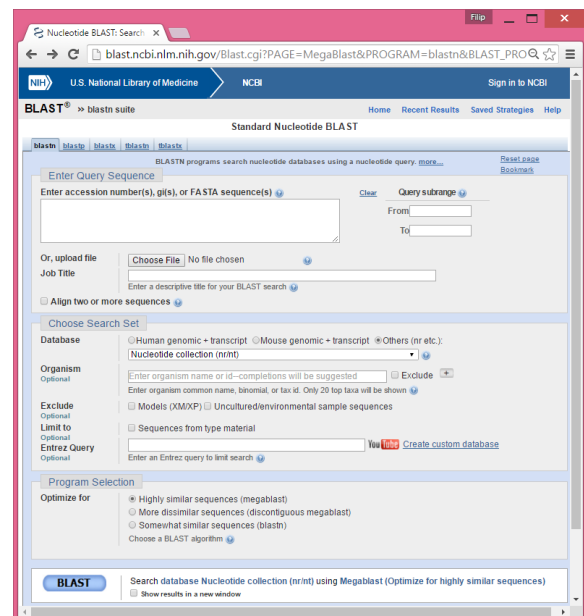 Filip
Nucleotide BLAST: Search
blast.ncbi.nlm.nih.gov/Blast.cgi?PAGE=MegaBlast&PROGRAM=blastn&BLAST_PRO
NIH U.S. National Library of Medicine NCBI Sign in to NCBI
BLAST® » blastn suite Home Recent Results Saved Strategies Help
Standard Nucleotide BLAST
blastn blastp blastx tblastn tblastx
BLASTN programs search nucleotide databases using a nucleotide query. more... Reset page
Bookmark
Enter Query Sequence
Enter accession number(s), gi(s), or FASTA sequence(s) Clear Query subrange
From
To
Or, upload file Choose File No file chosen
Job Title
Enter a descriptive title for your BLAST search
Align two or more sequences
Choose Search Set
Database Human genomic + transcript Mouse genomic + transcript Others (nr etc.):
Nucleotide collection (nr/nt)
Organism
Optional Enter organism name or id--completions will be suggested Exclude +
Enter organism common name, binomial, or tax id. Only 20 top taxa will be shown
Exclude Models (XM/XP) Uncultured/environmental sample sequences
Optional
Limit to Sequences from type material
Optional
Entrez Query YouTube Create custom database
Optional Enter an Entrez query to limit search
Program Selection
Optimize for Highly similar sequences (megablast)
More dissimilar sequences (discontiguous megablast)
Somewhat similar sequences (blastn)
Choose a BLAST algorithm
BLAST Search database Nucleotide collection (nr/nt) using Megablast (Optimize for highly similar sequences)
Show results in a new window